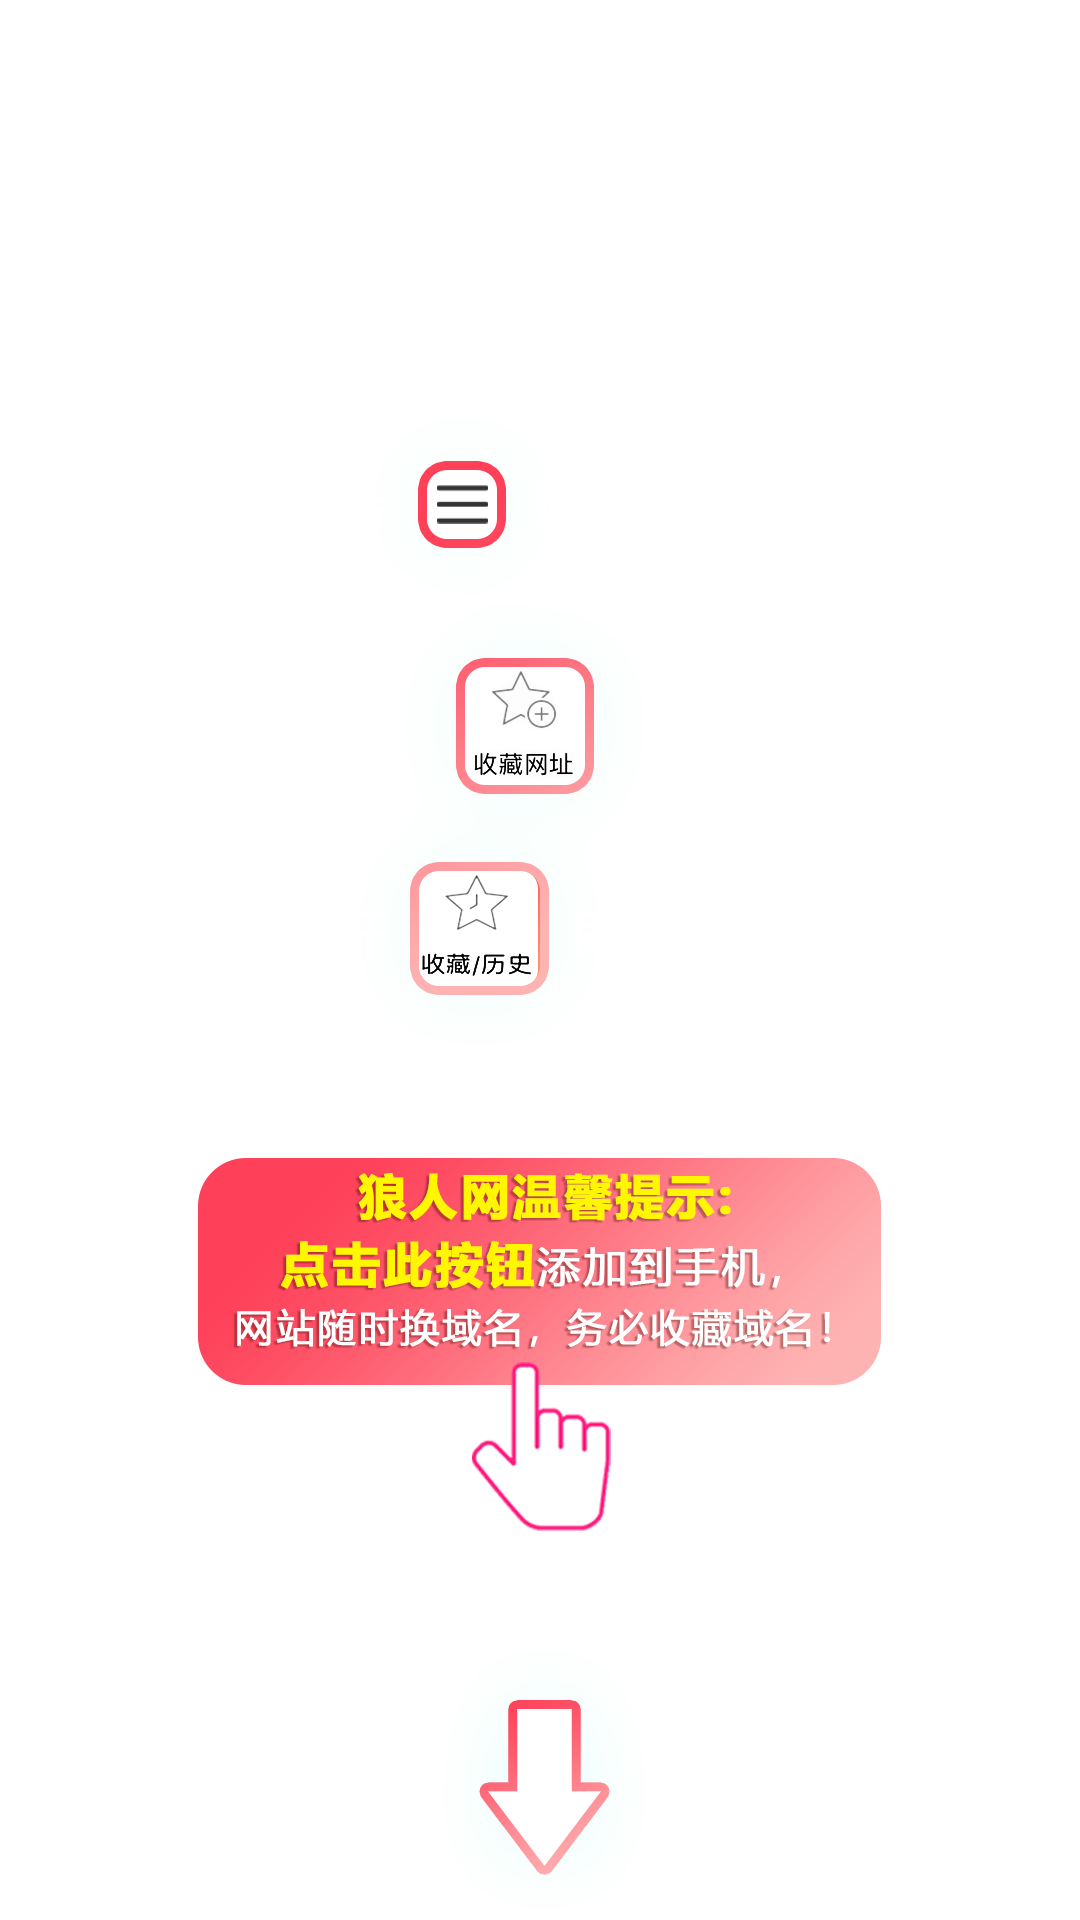 收藏网址
收藏/历史
狼人网温馨提示:
点击此按钮添加到手机，
网站随时换域名，务必收藏域名！